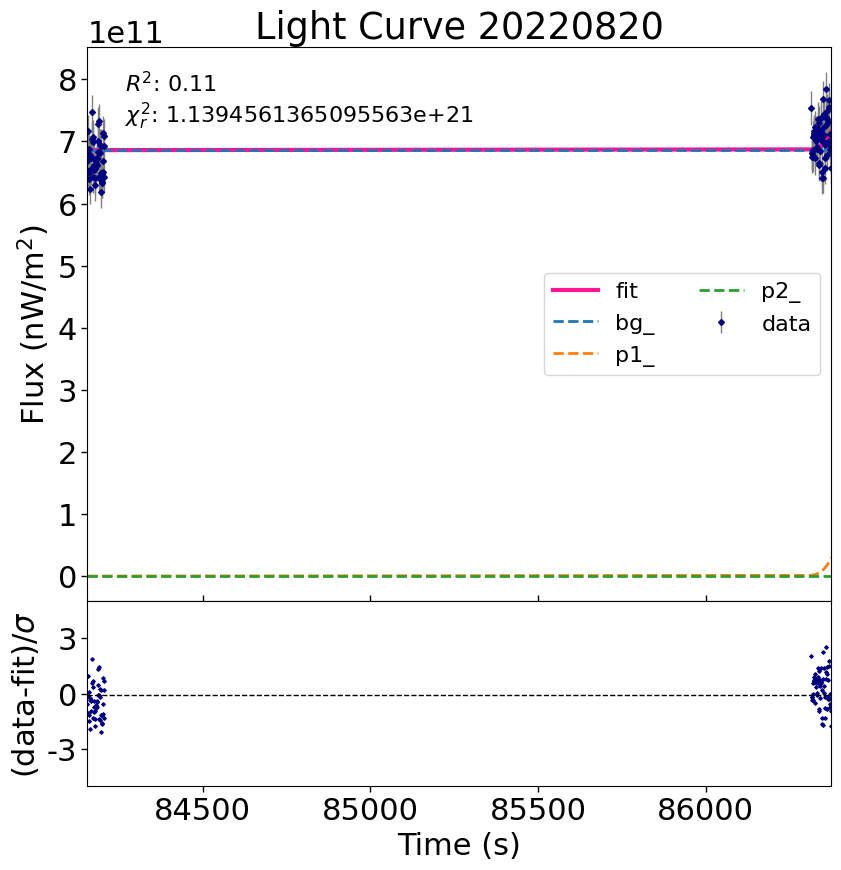 Light Curve 20220820
1e11
R²: 0.11
χ²ᵣ: 1.1394561365095563e+21
8
7
6
5
4
3
2
1
0
Flux (nW/m²)
fit
bg_
p1_
p2_
data
3
0
-3
(data-fit)/σ
84500 85000 85500 86000
Time (s)